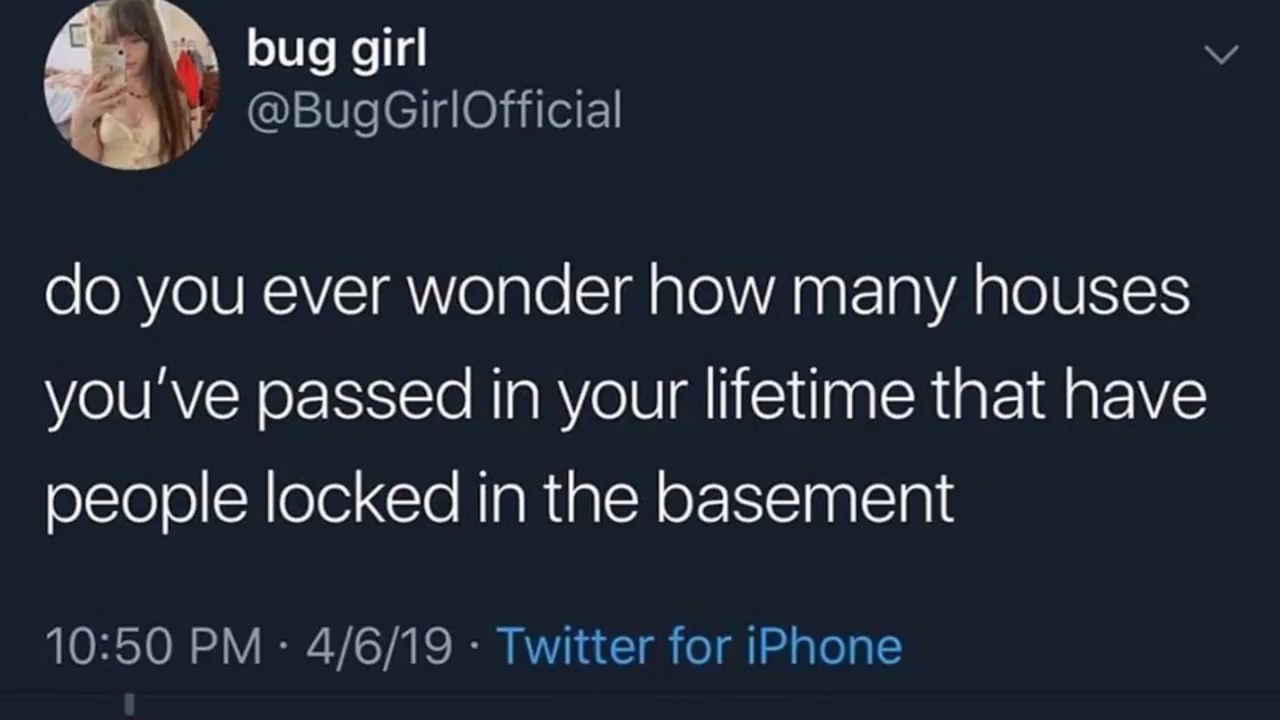 bug girl
@BugGirlOfficial
do you ever wonder how many houses
you’ve passed in your lifetime that have
people locked in the basement
10:50 PM · 4/6/19 · Twitter for iPhone